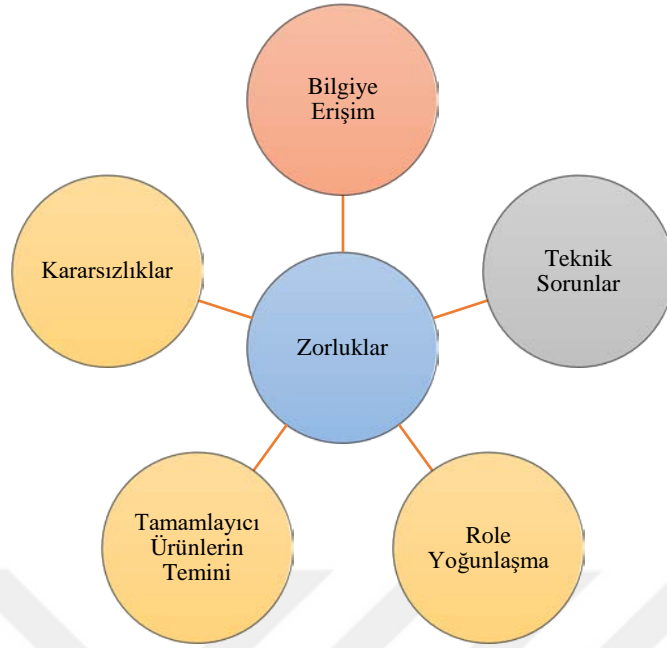 Bilgiye
Erişim
Kararsızlıklar
Teknik
Sorunlar
Zorluklar
Tamamlayıcı
Ürünlerin
Temini
Role
Yoğunlaşma